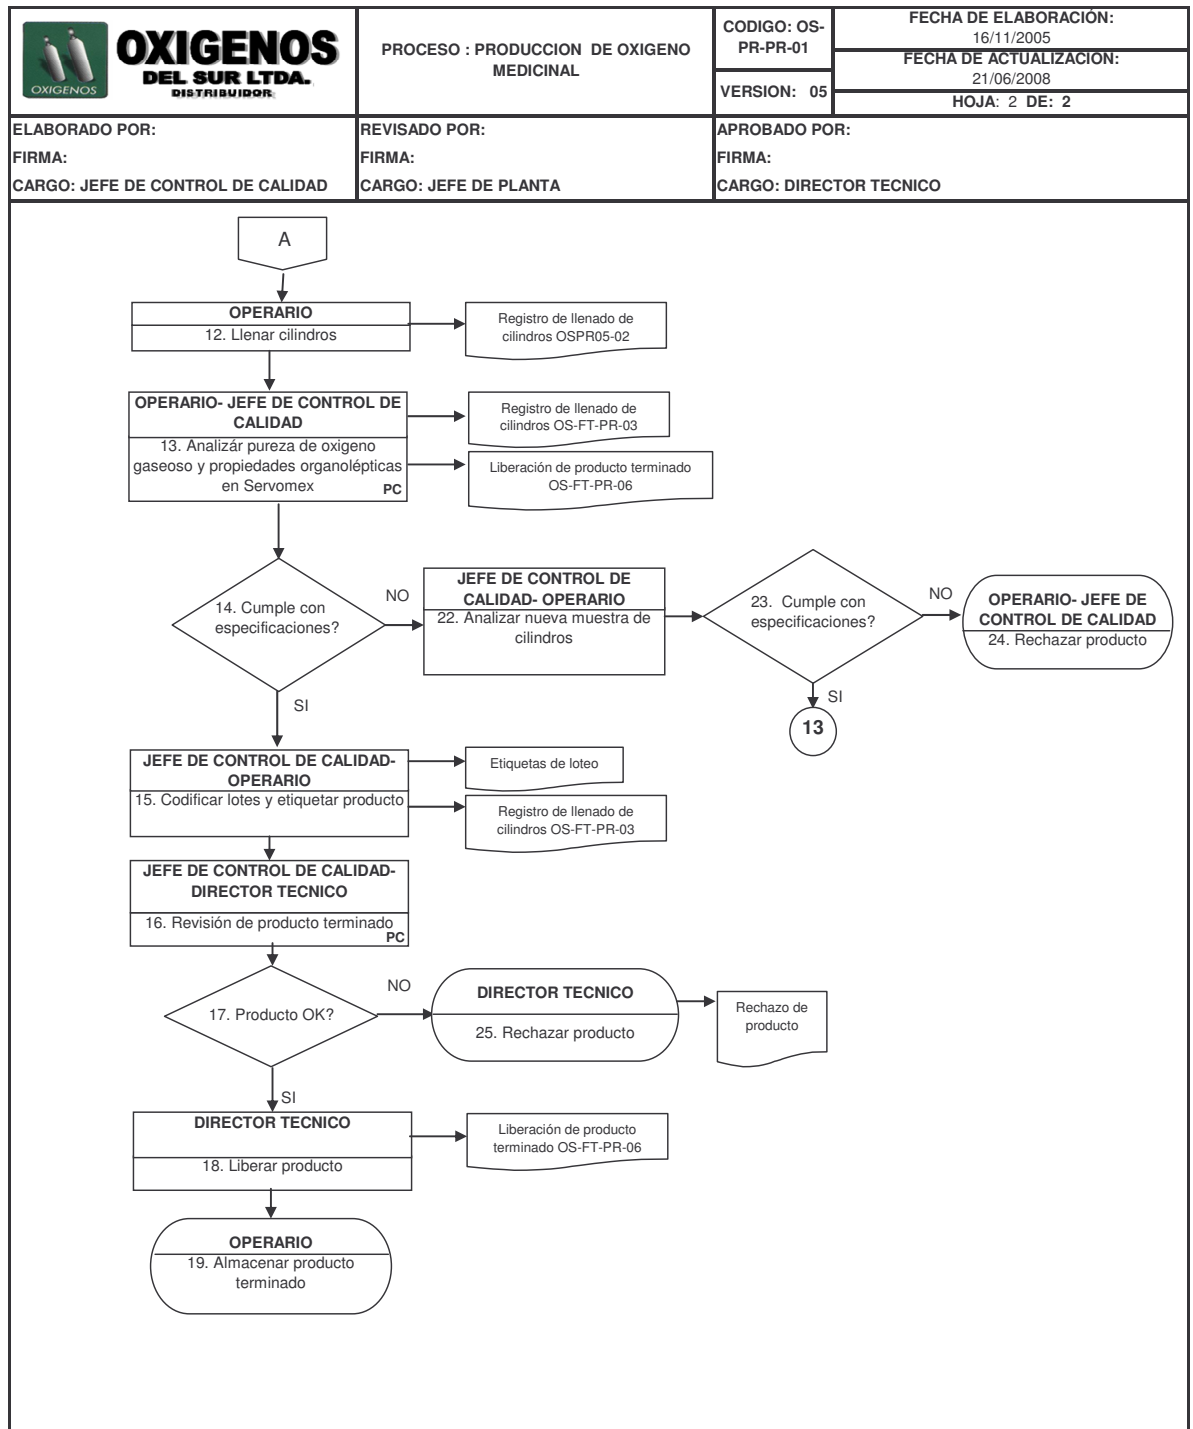 OXIGENOS
OXIGENOS
DEL SUR LTDA.
DISTRIBUIDOR
PROCESO : PRODUCCION DE OXIGENO
MEDICINAL
CODIGO: OS-
PR-PR-01
VERSION: 05
FECHA DE ELABORACIÓN:
16/11/2005
FECHA DE ACTUALIZACION:
21/06/2008
HOJA: 2 DE: 2
ELABORADO POR:
FIRMA:
CARGO: JEFE DE CONTROL DE CALIDAD
REVISADO POR:
FIRMA:
CARGO: JEFE DE PLANTA
APROBADO POR:
FIRMA:
CARGO: DIRECTOR TECNICO
A
OPERARIO
12. Llenar cilindros
Registro de llenado de
cilindros OSPR05-02
OPERARIO- JEFE DE CONTROL DE
CALIDAD
13. Analizár pureza de oxigeno
gaseoso y propiedades organolépticas
en Servomex
PC
Registro de llenado de
cilindros OS-FT-PR-03
Liberación de producto terminado
OS-FT-PR-06
14. Cumple con
especificaciones?
NO
JEFE DE CONTROL DE
CALIDAD- OPERARIO
22. Analizar nueva muestra de
cilindros
23. Cumple con
especificaciones?
NO
OPERARIO- JEFE DE
CONTROL DE CALIDAD
24. Rechazar producto
SI
13
SI
JEFE DE CONTROL DE CALIDAD-
OPERARIO
15. Codificar lotes y etiquetar producto
Etiquetas de loteo
Registro de llenado de
cilindros OS-FT-PR-03
JEFE DE CONTROL DE CALIDAD-
DIRECTOR TECNICO
16. Revisión de producto terminado
PC
17. Producto OK?
NO
DIRECTOR TECNICO
25. Rechazar producto
Rechazo de
producto
SI
DIRECTOR TECNICO
18. Liberar producto
Liberación de producto
terminado OS-FT-PR-06
OPERARIO
19. Almacenar producto
terminado